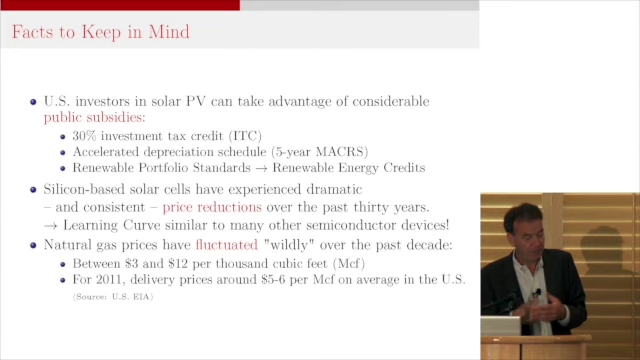 Facts to Keep in Mind
U.S. investors in solar PV can take advantage of considerable
public subsidies:
30% investment tax credit (ITC)
Accelerated depreciation schedule (5-year MACRS)
Renewable Portfolio Standards → Renewable Energy Credits
Silicon-based solar cells have experienced dramatic
– and consistent – price reductions over the past thirty years.
→ Learning Curve similar to many other semiconductor devices!
Natural gas prices have fluctuated "wildly" over the past decade:
Between $3 and $12 per thousand cubic feet (Mcf)
For 2011, delivery prices around $5-6 per Mcf on average in the U.S.
(Source: U.S. EIA)